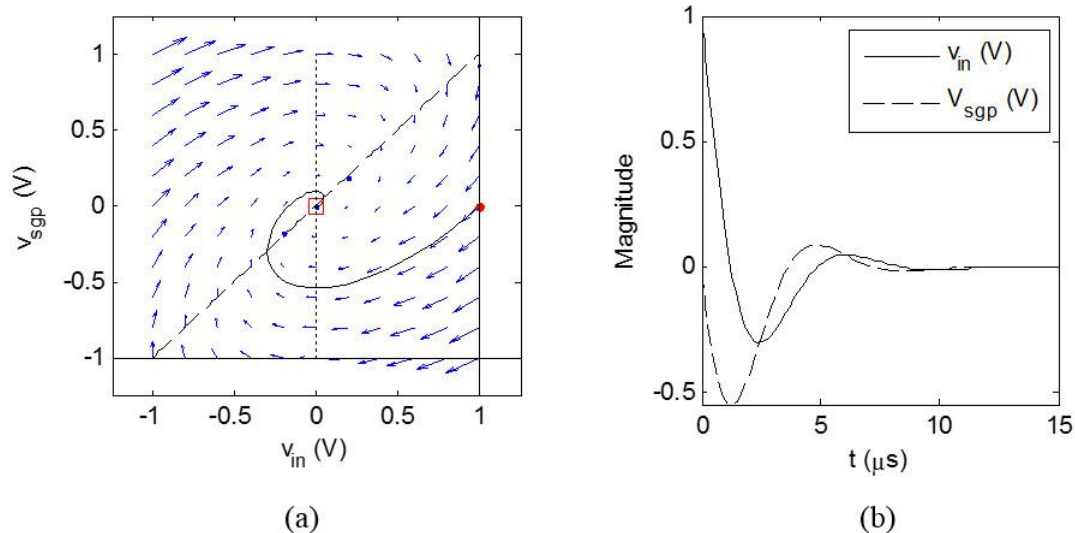 1
0.5
0
-0.5
-1
v_sgp (V)
-1 -0.5 0 0.5 1
v_in (V)
(a)
v_in (V)
V_sgp (V)
1
0.5
0
-0.5
Magnitude
0 5 10 15
t (μs)
(b)